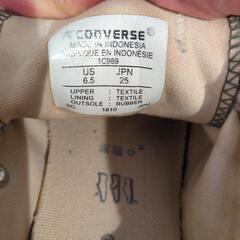 CONVERSE
MADE IN INDONESIA
FABRIQUE EN INDONESIE
1C989
US JPN
6.5 25
UPPER : TEXTILE
LINING : TEXTILE
OUTSOLE : RUBBER
1810